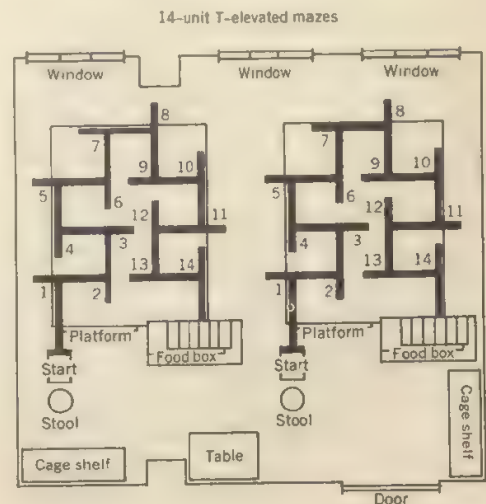 14-unit T-elevated mazes
Window Window Window
8 8
7 7
9 10 9 10
5 6 5 6
12 12
4 3 11 4 3 11
13 14 13 14
1 2 1 2
Platform Platform
Food box Food box
Start Start
Stool Stool
Cage shelf Table Cage shelf
Door